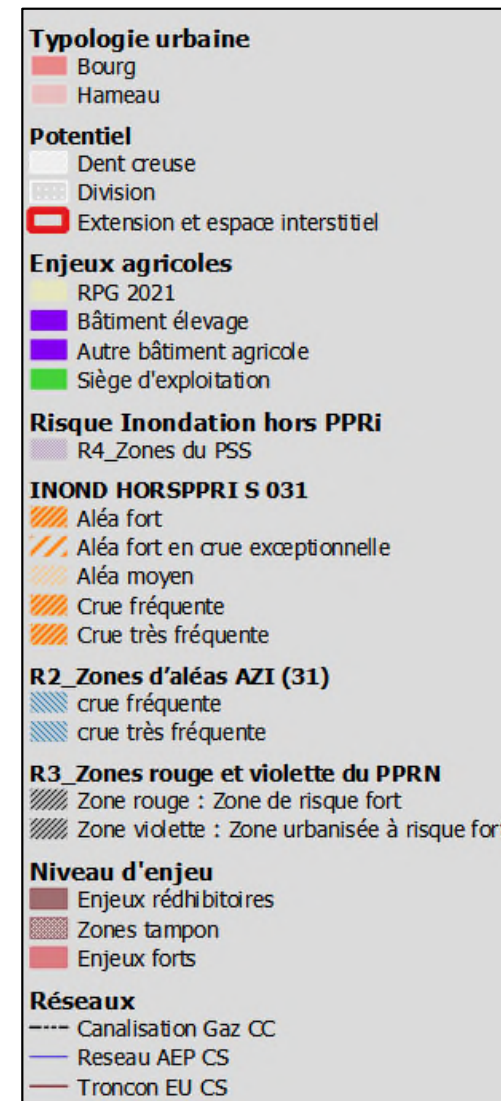 Typologie urbaine
Bourg
Hameau
Potentiel
Dent creuse
Division
Extension et espace interstitiel
Enjeux agricoles
RPG 2021
Bâtiment élevage
Autre bâtiment agricole
Siège d'exploitation
Risque Inondation hors PPRi
R4_Zones du PSS
INOND HORSPPRI S 031
Aléa fort
Aléa fort en crue exceptionnelle
Aléa moyen
Crue fréquente
Crue très fréquente
R2_Zones d’aléas AZI (31)
crue fréquente
crue très fréquente
R3_Zones rouge et violette du PPRN
Zone rouge : Zone de risque fort
Zone violette : Zone urbanisée à risque fort
Niveau d'enjeu
Enjeux rédhibitoires
Zones tampon
Enjeux forts
Réseaux
Canalisation Gaz CC
Reseau AEP CS
Troncon EU CS